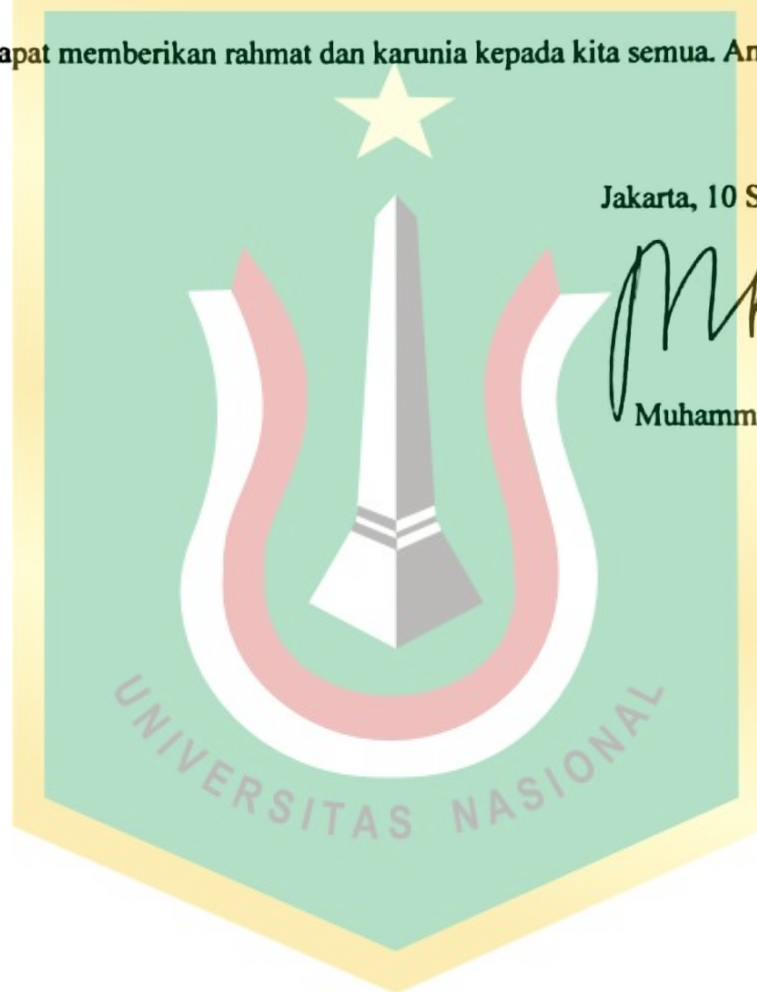 apat memberikan rahmat dan karunia kepada kita semua. An
Jakarta, 10 S
Muhamm
UNIVERSITAS NASIONAL